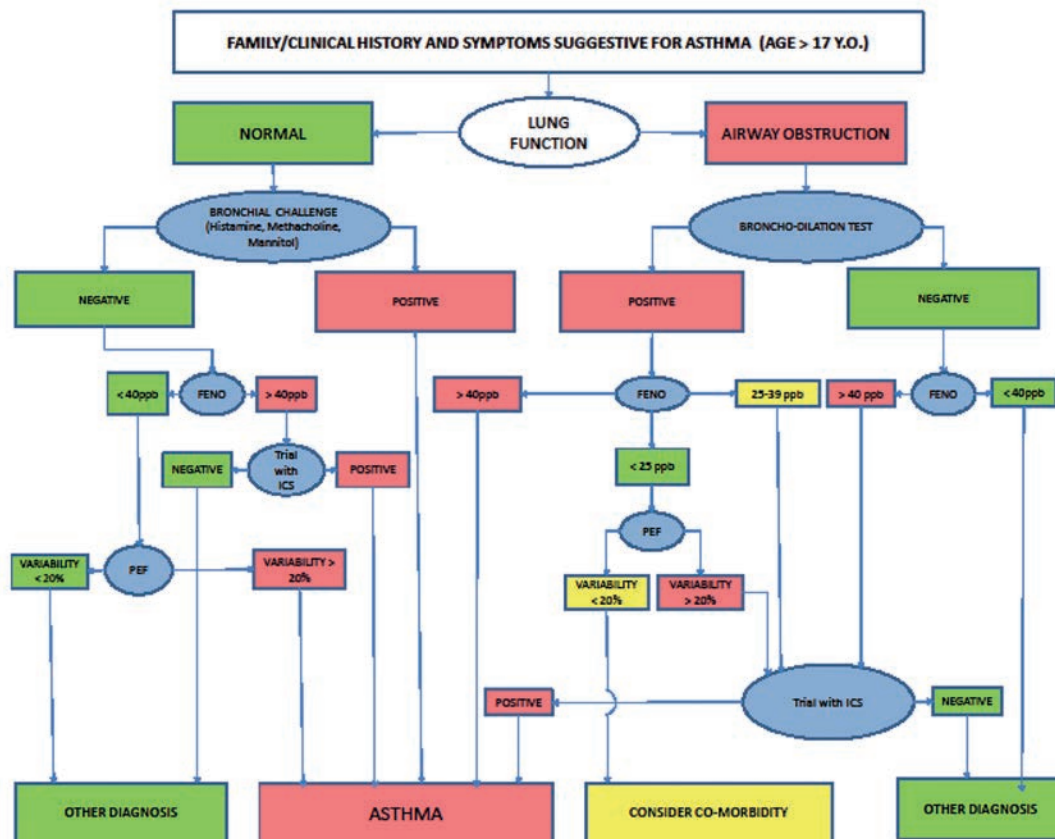 FAMILY/CLINICAL HISTORY AND SYMPTOMS SUGGESTIVE FOR ASTHMA (AGE > 17 Y.O.)
NORMAL
LUNG
FUNCTION
AIRWAY OBSTRUCTION
BRONCHIAL CHALLENGE
(Histamine, Methacholine,
Mannitol)
BRONCHO-DILATION TEST
NEGATIVE
POSITIVE
POSITIVE
NEGATIVE
< 40ppb
FENO
> 40ppb
> 40ppb
FENO
25-39 ppb
> 40 ppb
FENO
< 40ppb
NEGATIVE
Trial
with
ICS
POSITIVE
< 25 ppb
PEF
VARIABILITY
< 20%
PEF
VARIABILITY >
20%
VARIABILITY
< 20%
VARIABILITY
> 20%
POSITIVE
Trial with ICS
NEGATIVE
OTHER DIAGNOSIS
ASTHMA
CONSIDER CO-MORBIDITY
OTHER DIAGNOSIS